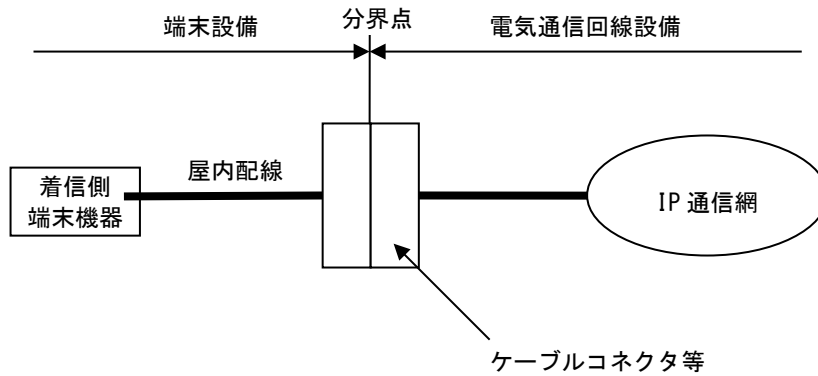 端末設備
分界点
電気通信回線設備
屋内配線
着信側
端末機器
IP 通信網
ケーブルコネクタ等